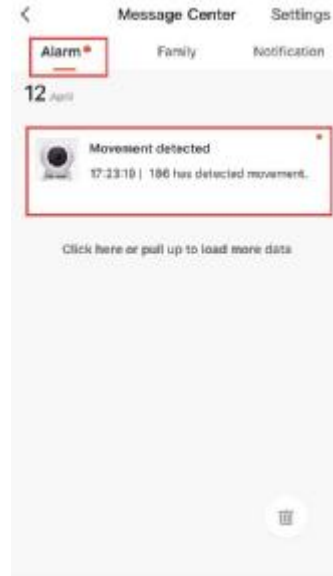 Message Center Settings
Alarm Family Notification
12 April
Movement detected
17:23:19 | 186 has detected movement.
Click here or pull up to load more data